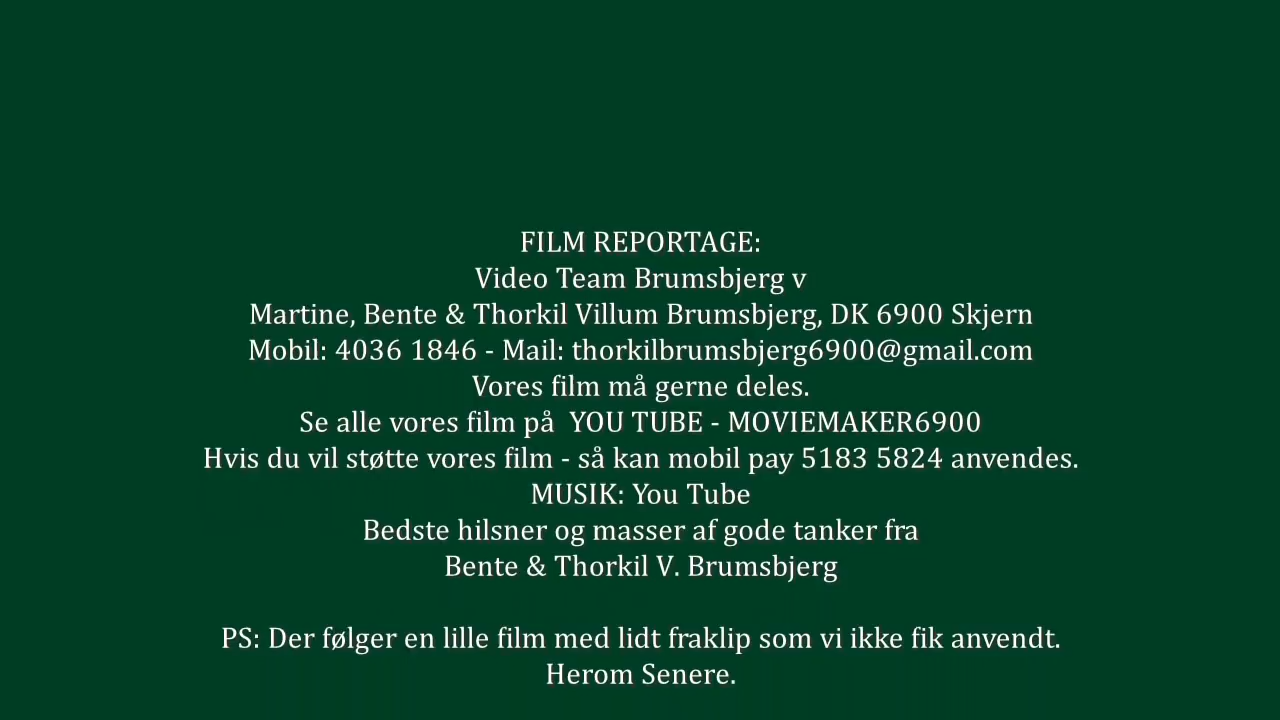 FILM REPORTAGE:
Video Team Brumsbjerg v
Martine, Bente & Thorkil Villum Brumsbjerg, DK 6900 Skjern
Mobil: 4036 1846 - Mail: thorkilbrumsbjerg6900@gmail.com
Vores film må gerne deles.
Se alle vores film på  YOU TUBE - MOVIEMAKER6900
Hvis du vil støtte vores film - så kan mobil pay 5183 5824 anvendes.
MUSIK: You Tube
Bedste hilsner og masser af gode tanker fra
Bente & Thorkil V. Brumsbjerg
PS: Der følger en lille film med lidt fraklip som vi ikke fik anvendt.
Herom Senere.